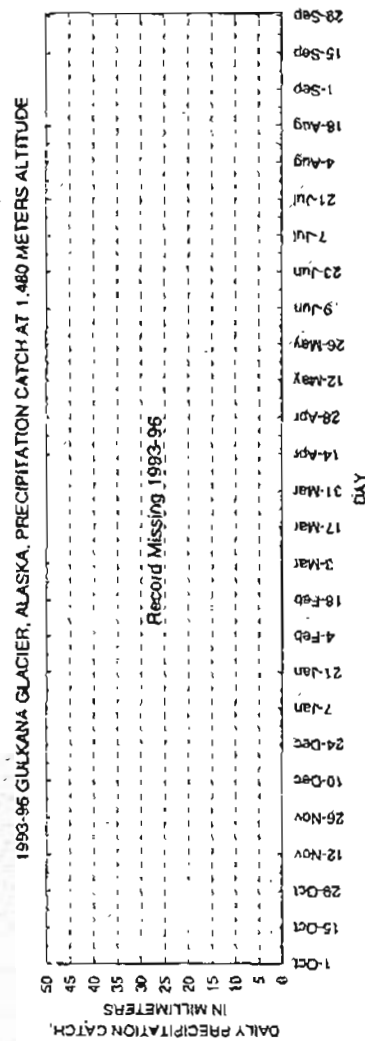 1993-96 GULKANA GLACIER, ALASKA, PRECIPITATION CATCH AT 1,480 METERS ALTITUDE
DAILY PRECIPITATION CATCH,
IN MILLIMETERS
50
45
40
35
30
25
20
15
10
5
0
Record Missing 1993-96
1-Oct
15-Oct
29-Oct
12-Nov
26-Nov
10-Dec
24-Dec
7-Jan
21-Jan
4-Feb
18-Feb
3-Mar
17-Mar
31-Mar
14-Apr
28-Apr
12-May
26-May
9-Jun
23-Jun
7-Jul
21-Jul
4-Aug
18-Aug
1-Sep
15-Sep
29-Sep
DAY